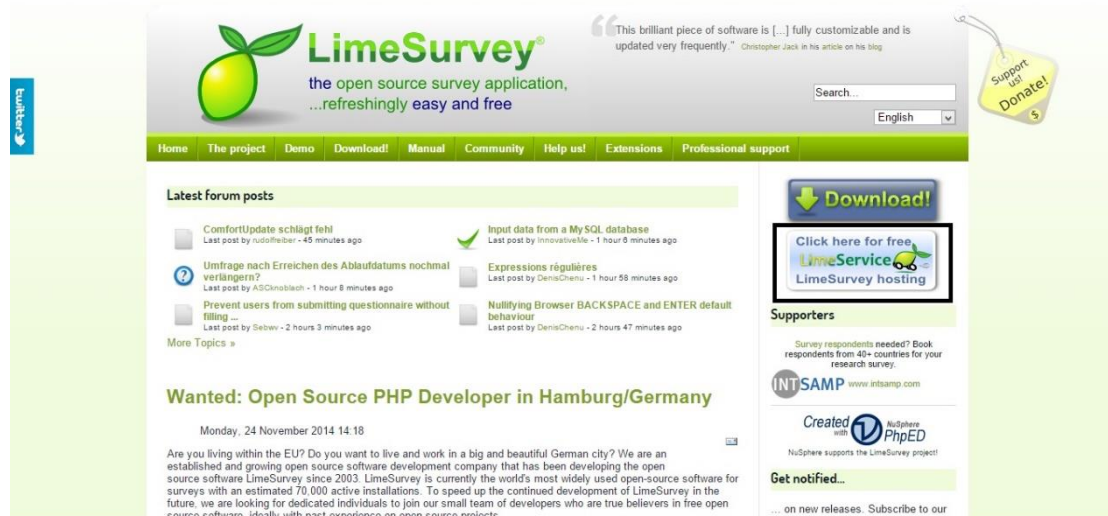 twitter
LimeSurvey®
the open source survey application,
...refreshingly easy and free
This brilliant piece of software is [...] fully customizable and is
updated very frequently." Christopher Jack in his article on his blog
Support
us!
Donate!
$
Search...
English
Home The project Demo Download! Manual Community Help us! Extensions Professional support
Latest forum posts
ComfortUpdate schlägt fehl
Last post by rudolfreiber - 45 minutes ago
Umfrage nach Erreichen des Ablaufdatums nochmal
verlängern?
Last post by ASCknoblach - 1 hour 8 minutes ago
Prevent users from submitting questionnaire without
filling ...
Last post by Sebwv - 2 hours 3 minutes ago
Input data from a MySQL database
Last post by InnovativeMe - 1 hour 6 minutes ago
Expressions régulières
Last post by DenisChenu - 1 hour 58 minutes ago
Nullifying Browser BACKSPACE and ENTER default
behaviour
Last post by DenisChenu - 2 hours 47 minutes ago
More Topics »
Wanted: Open Source PHP Developer in Hamburg/Germany
Monday, 24 November 2014 14:18
Are you living within the EU? Do you want to live and work in a big and beautiful German city? We are an
established and growing open source software development company that has been developing the open
source software LimeSurvey since 2003. LimeSurvey is currently the world's most widely used open-source software for
surveys with an estimated 70,000 active installations. To speed up the continued development of LimeSurvey in the
future, we are looking for dedicated individuals to join our small team of developers who are true believers in free open
source software, ideally with past experience on open source projects.
Download!
Click here for free
LimeService
LimeSurvey hosting
Supporters
Survey respondents needed? Book
respondents from 40+ countries for your
research survey.
INTSAMP www.intsamp.com
Created
with
NuSphere
PhpED
NuSphere supports the LimeSurvey project!
Get notified...
... on new releases. Subscribe to our